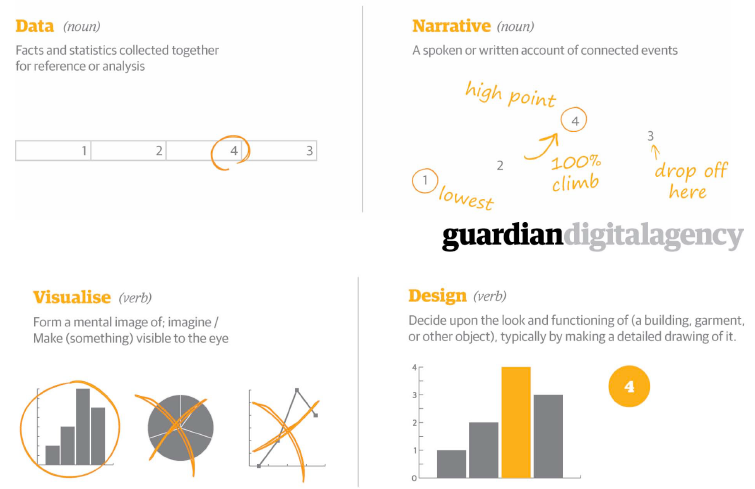 Data (noun)
Facts and statistics collected together
for reference or analysis
1 2 4 3
Narrative (noun)
A spoken or written account of connected events
high point
4
3
2
100%
climb
drop off
here
1
lowest
guardiandigitalagency
Visualise (verb)
Form a mental image of; imagine /
Make (something) visible to the eye
Design (verb)
Decide upon the look and functioning of (a building, garment,
or other object), typically by making a detailed drawing of it.
4
3
2
1
0
4